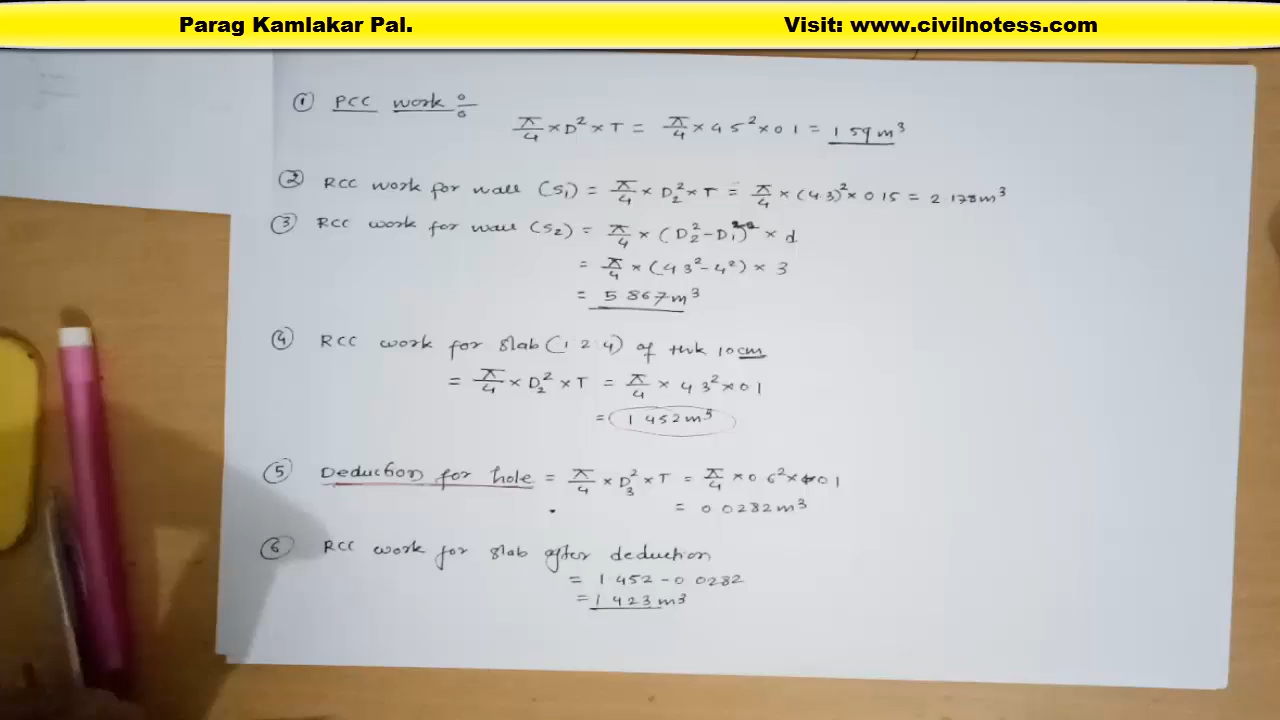 Parag Kamlakar Pal. Visit: www.civilnotess.com
① PCC work :-
π/4 × D² × T = π/4 × 4 5² × 0 1 = 1 59 m³
② RCC work for wall (S₁) = π/4 × D₂² × T = π/4 × (4 3)² × 0 15 = 2 178 m³
③ RCC work for wall (S₂) = π/4 × (D₂² - D₁²) × d
= π/4 × (4 3² - 4²) × 3
= 5 867 m³
④ RCC work for slab (1 2 4) of thk 10 cm
= π/4 × D₂² × T = π/4 × 4 3² × 0 1
= 1 452 m³
⑤ Deduction for hole = π/4 × D₃² × T = π/4 × 0 6² × 0 1
= 0 0282 m³
⑥ RCC work for slab after deduction
= 1 452 - 0 0282
= 1 423 m³